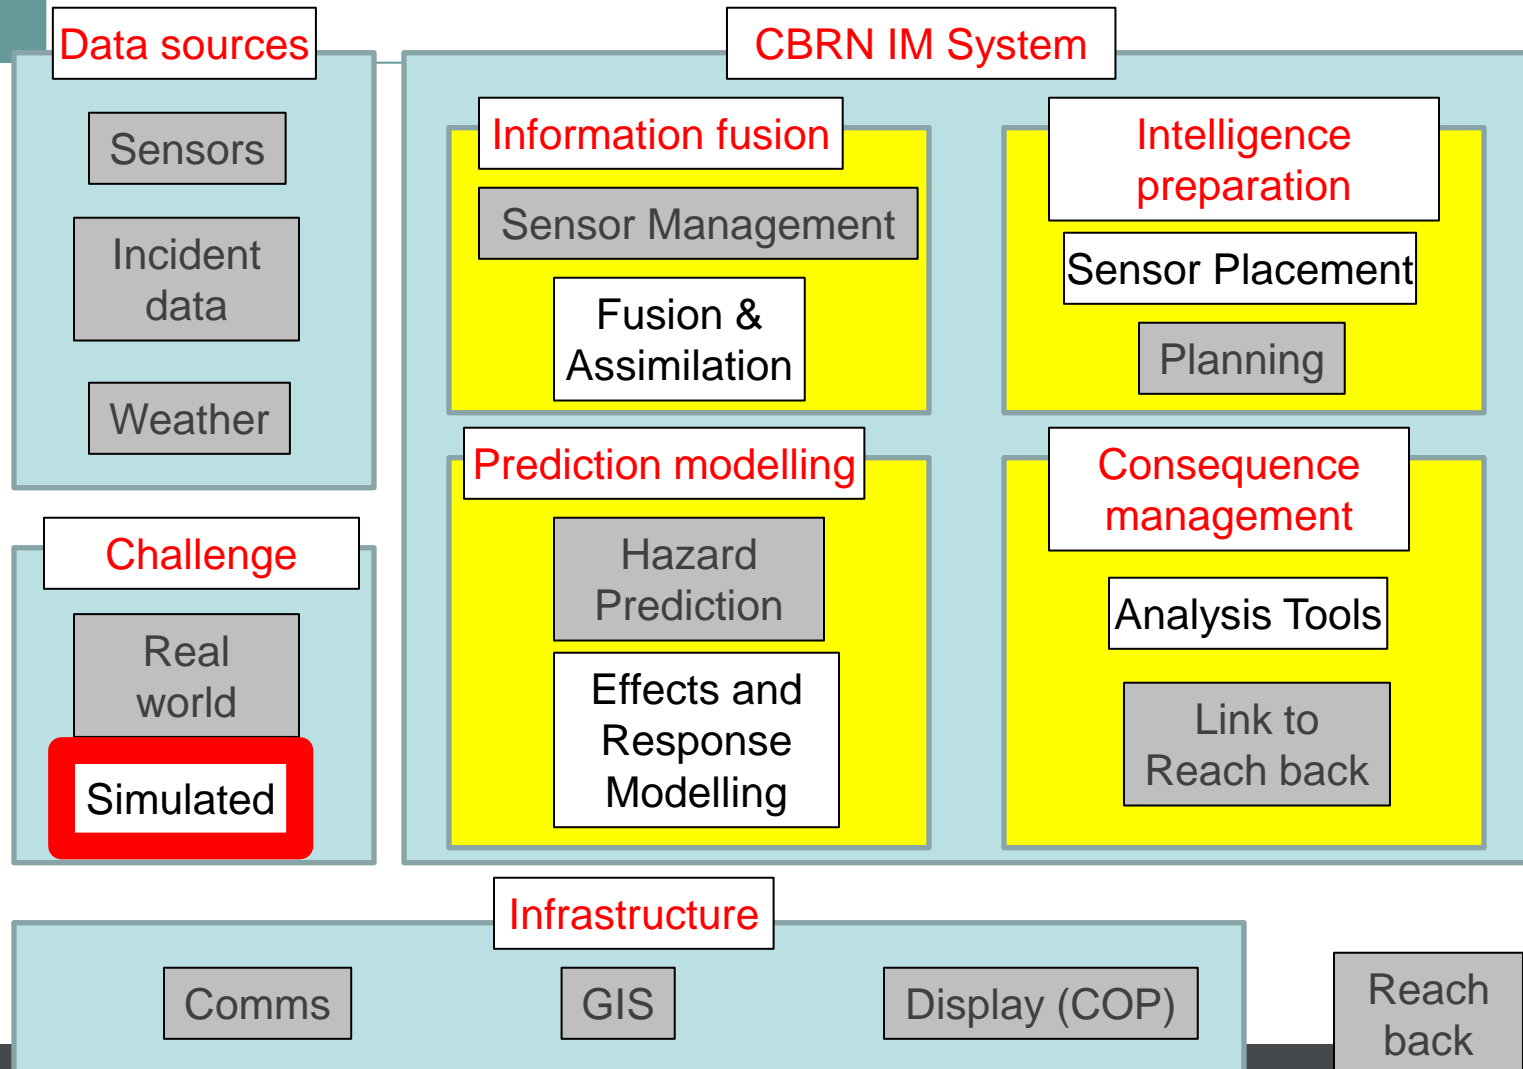 Data sources
Sensors
Incident
data
Weather
Challenge
Real
world
Simulated
CBRN IM System
Information fusion
Sensor Management
Fusion &
Assimilation
Intelligence
preparation
Sensor Placement
Planning
Prediction modelling
Hazard
Prediction
Effects and
Response
Modelling
Consequence
management
Analysis Tools
Link to
Reach back
Infrastructure
Comms
GIS
Display (COP)
Reach
back